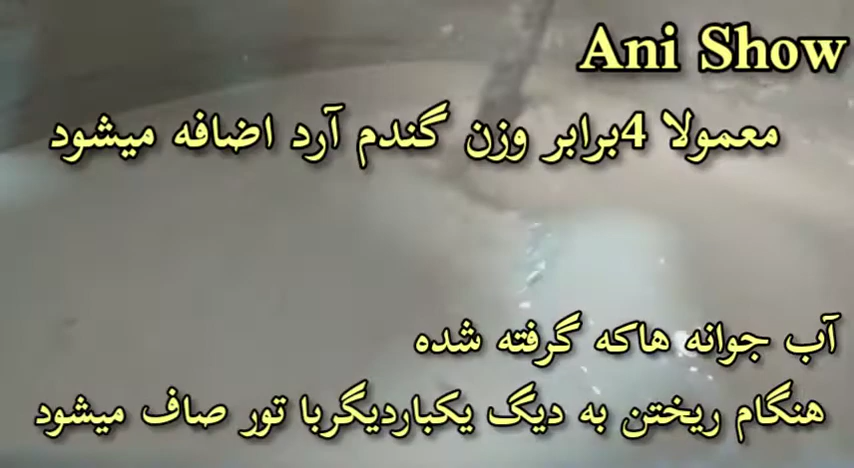 Ani Show
معمولا 4برابر وزن گندم آرد اضافه میشود
آب جوانه هاکه گرفته شده
هنگام ریختن به دیگ یکباردیگربا تور صاف میشود